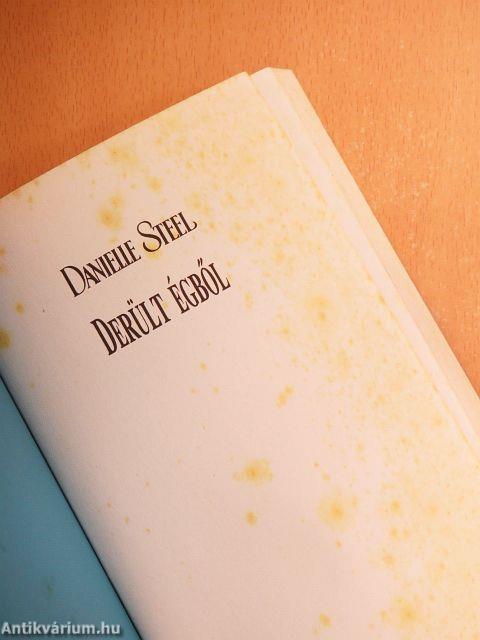 DANIELLE STEEL
DERÜLT ÉGBŐL
Antikvárium.hu